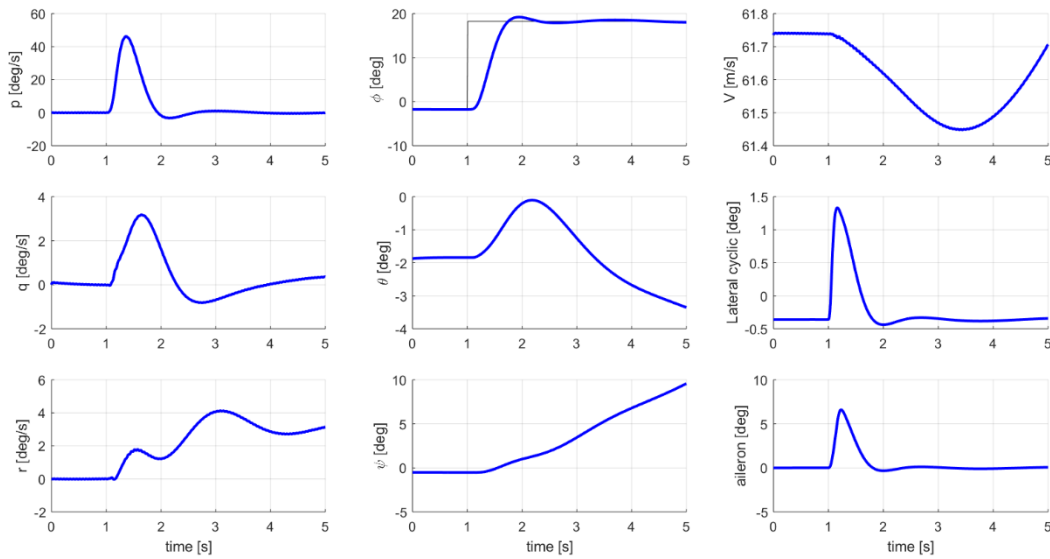 p [deg/s]
60
40
20
0
-20
0 1 2 3 4 5
ϕ [deg]
20
10
0
-10
0 1 2 3 4 5
V [m/s]
61.8
61.7
61.6
61.5
61.4
0 1 2 3 4 5
q [deg/s]
4
2
0
-2
0 1 2 3 4 5
θ [deg]
0
-1
-2
-3
-4
0 1 2 3 4 5
Lateral cyclic [deg]
1.5
1
0.5
0
-0.5
0 1 2 3 4 5
r [deg/s]
6
4
2
0
-2
0 1 2 3 4 5
time [s]
ψ [deg]
10
5
0
-5
0 1 2 3 4 5
time [s]
aileron [deg]
10
5
0
-5
0 1 2 3 4 5
time [s]